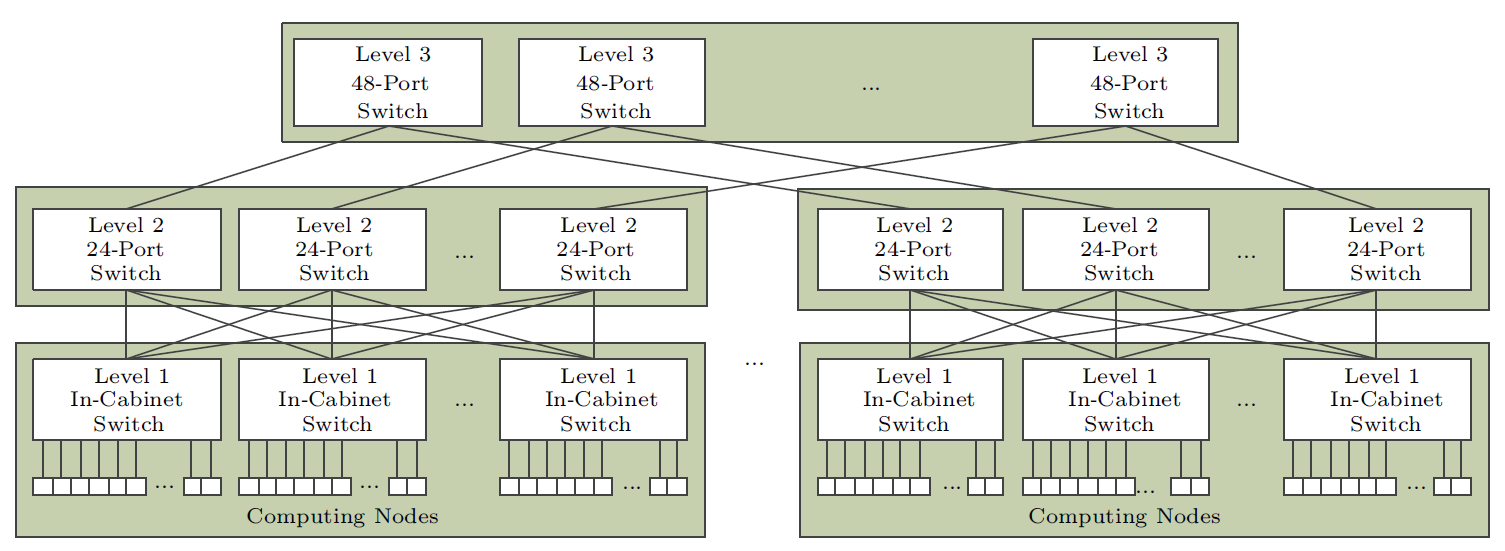 Level 3
48-Port
Switch
Level 3
48-Port
Switch
...
Level 3
48-Port
Switch
Level 2
24-Port
Switch
Level 2
24-Port
Switch
...
Level 2
24-Port
Switch
Level 2
24-Port
Switch
Level 2
24-Port
Switch
...
Level 2
24-Port
Switch
Level 1
In-Cabinet
Switch
Level 1
In-Cabinet
Switch
...
Level 1
In-Cabinet
Switch
...
Level 1
In-Cabinet
Switch
Level 1
In-Cabinet
Switch
...
Level 1
In-Cabinet
Switch
...
...
...
...
...
...
Computing Nodes
Computing Nodes